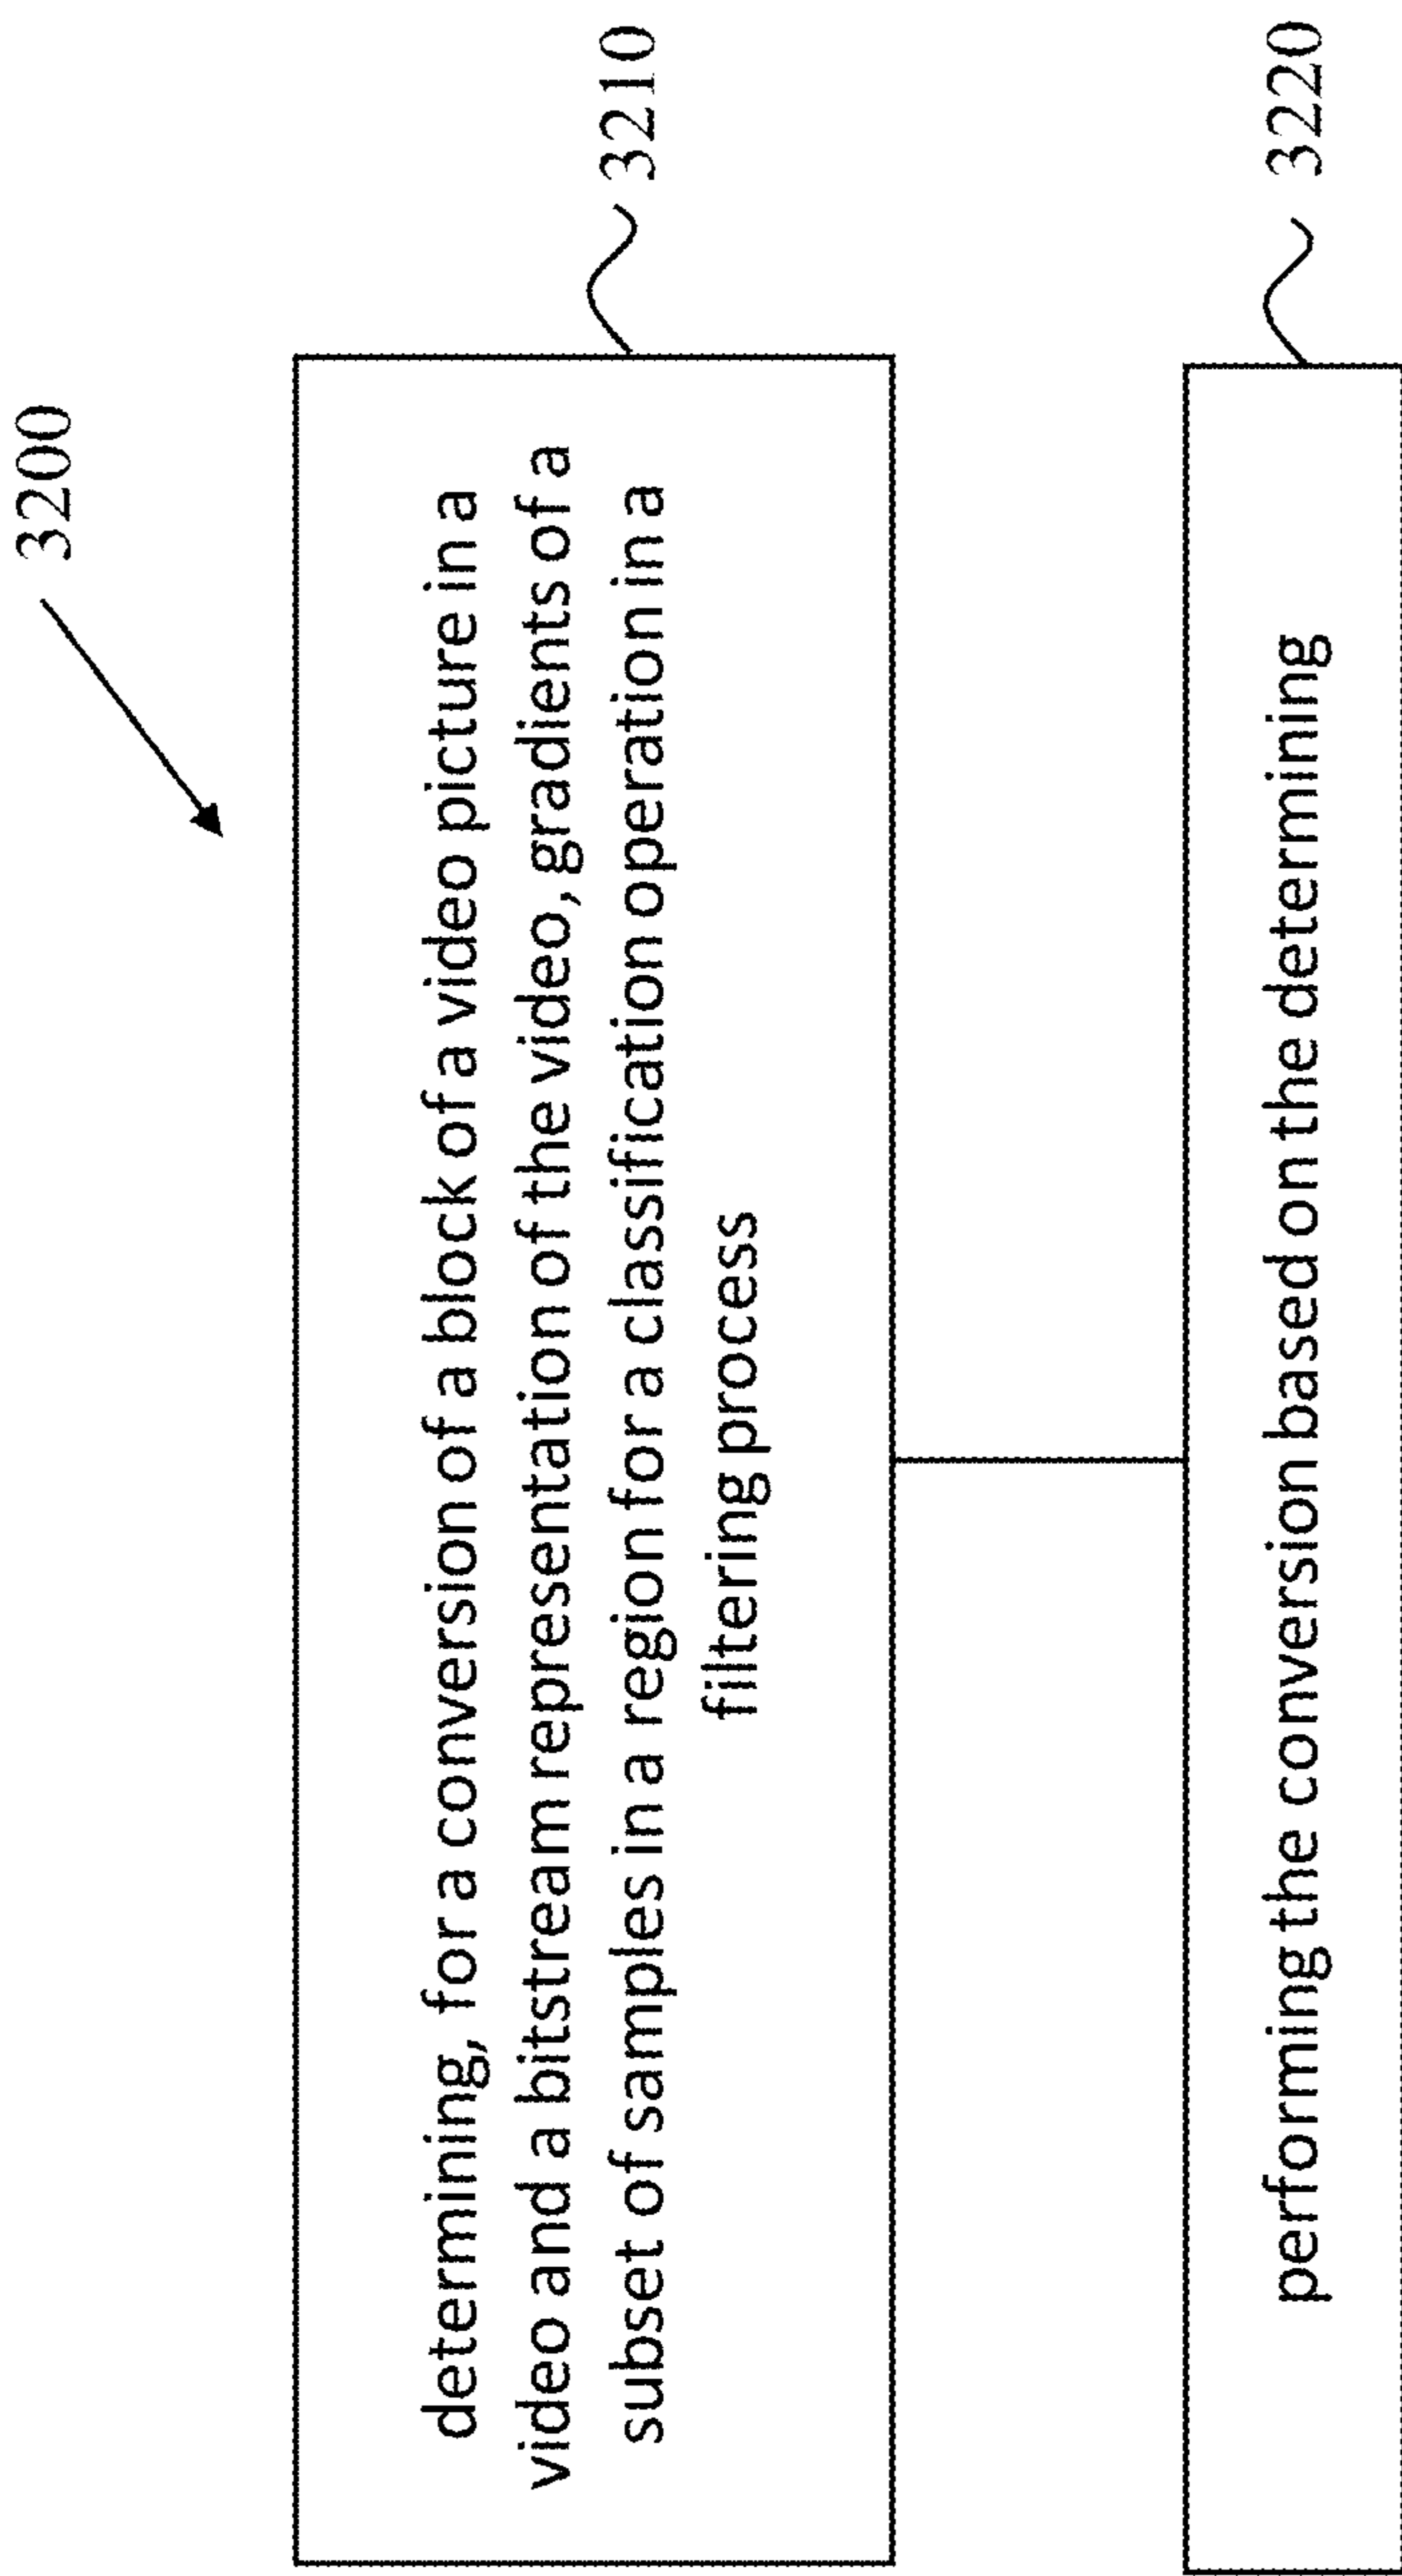 3200
determining, for a conversion of a block of a video picture in a
video and a bitstream representation of the video, gradients of a
subset of samples in a region for a classification operation in a
filtering process
3210
performing the conversion based on the determining
3220